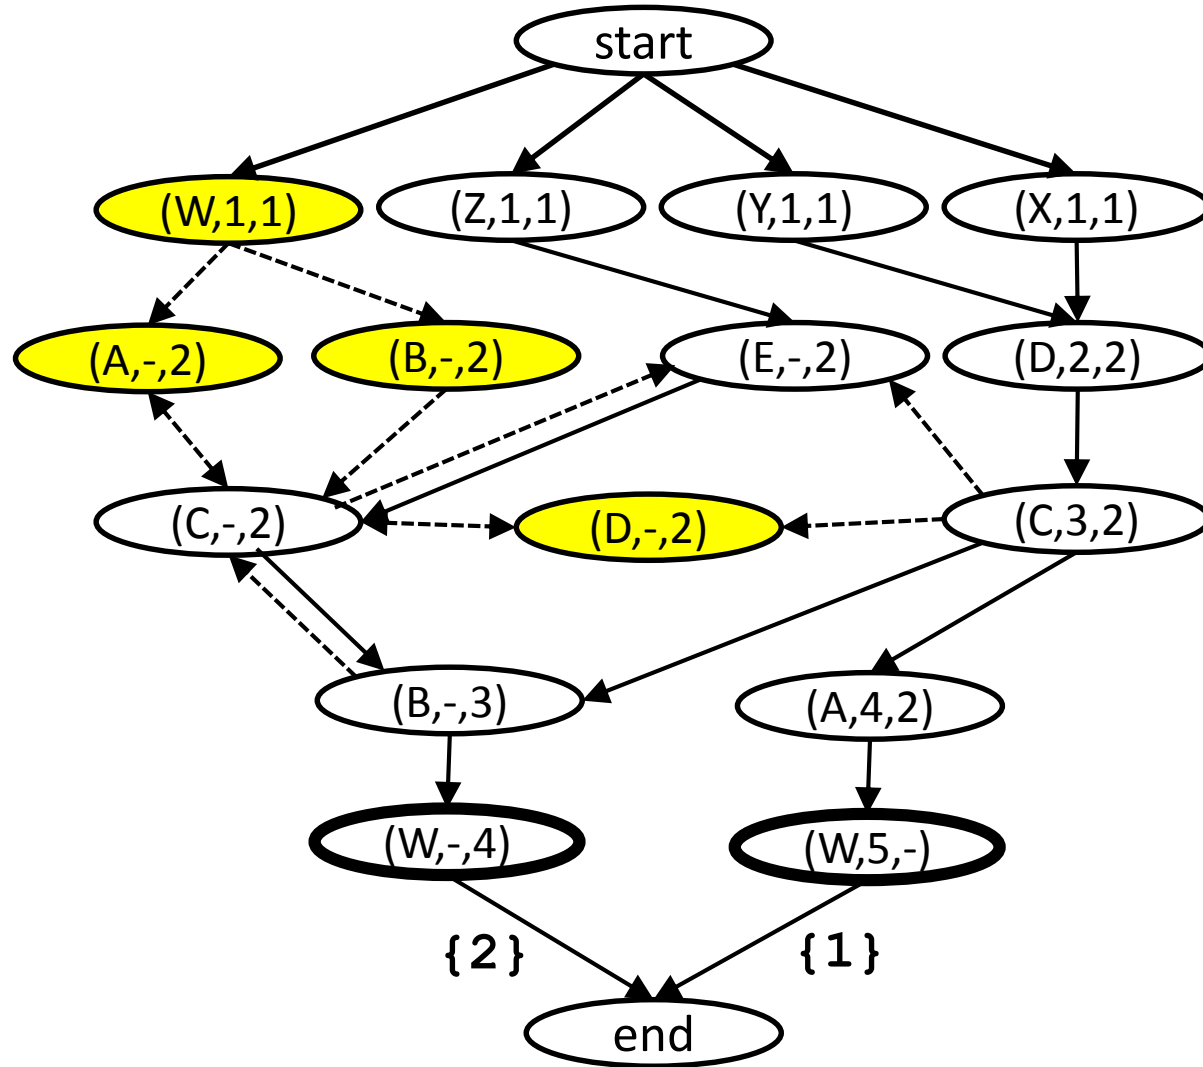 start
(W,1,1)
(Z,1,1)
(Y,1,1)
(X,1,1)
(A,-,2)
(B,-,2)
(E,-,2)
(D,2,2)
(C,-,2)
(D,-,2)
(C,3,2)
(B,-,3)
(A,4,2)
(W,-,4)
(W,5,-)
{2}
{1}
end